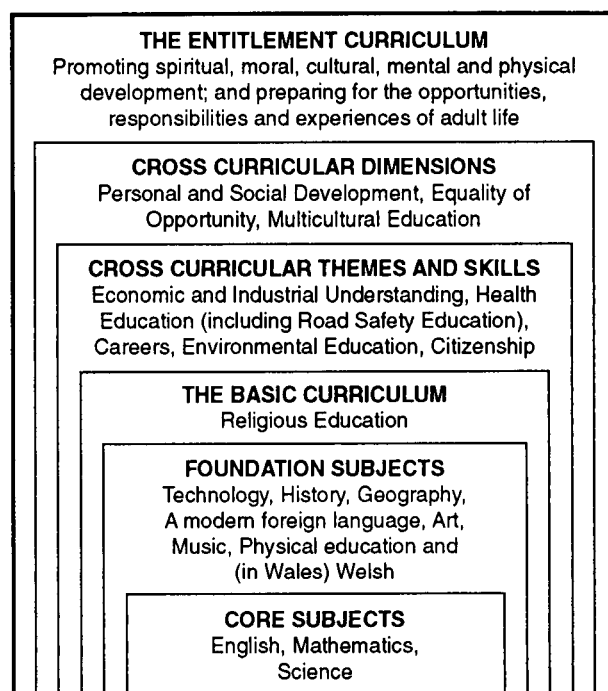 THE ENTITLEMENT CURRICULUM
Promoting spiritual, moral, cultural, mental and physical
development; and preparing for the opportunities,
responsibilities and experiences of adult life
CROSS CURRICULAR DIMENSIONS
Personal and Social Development, Equality of
Opportunity, Multicultural Education
CROSS CURRICULAR THEMES AND SKILLS
Economic and Industrial Understanding, Health
Education (including Road Safety Education),
Careers, Environmental Education, Citizenship
THE BASIC CURRICULUM
Religious Education
FOUNDATION SUBJECTS
Technology, History, Geography,
A modern foreign language, Art,
Music, Physical education and
(in Wales) Welsh
CORE SUBJECTS
English, Mathematics,
Science